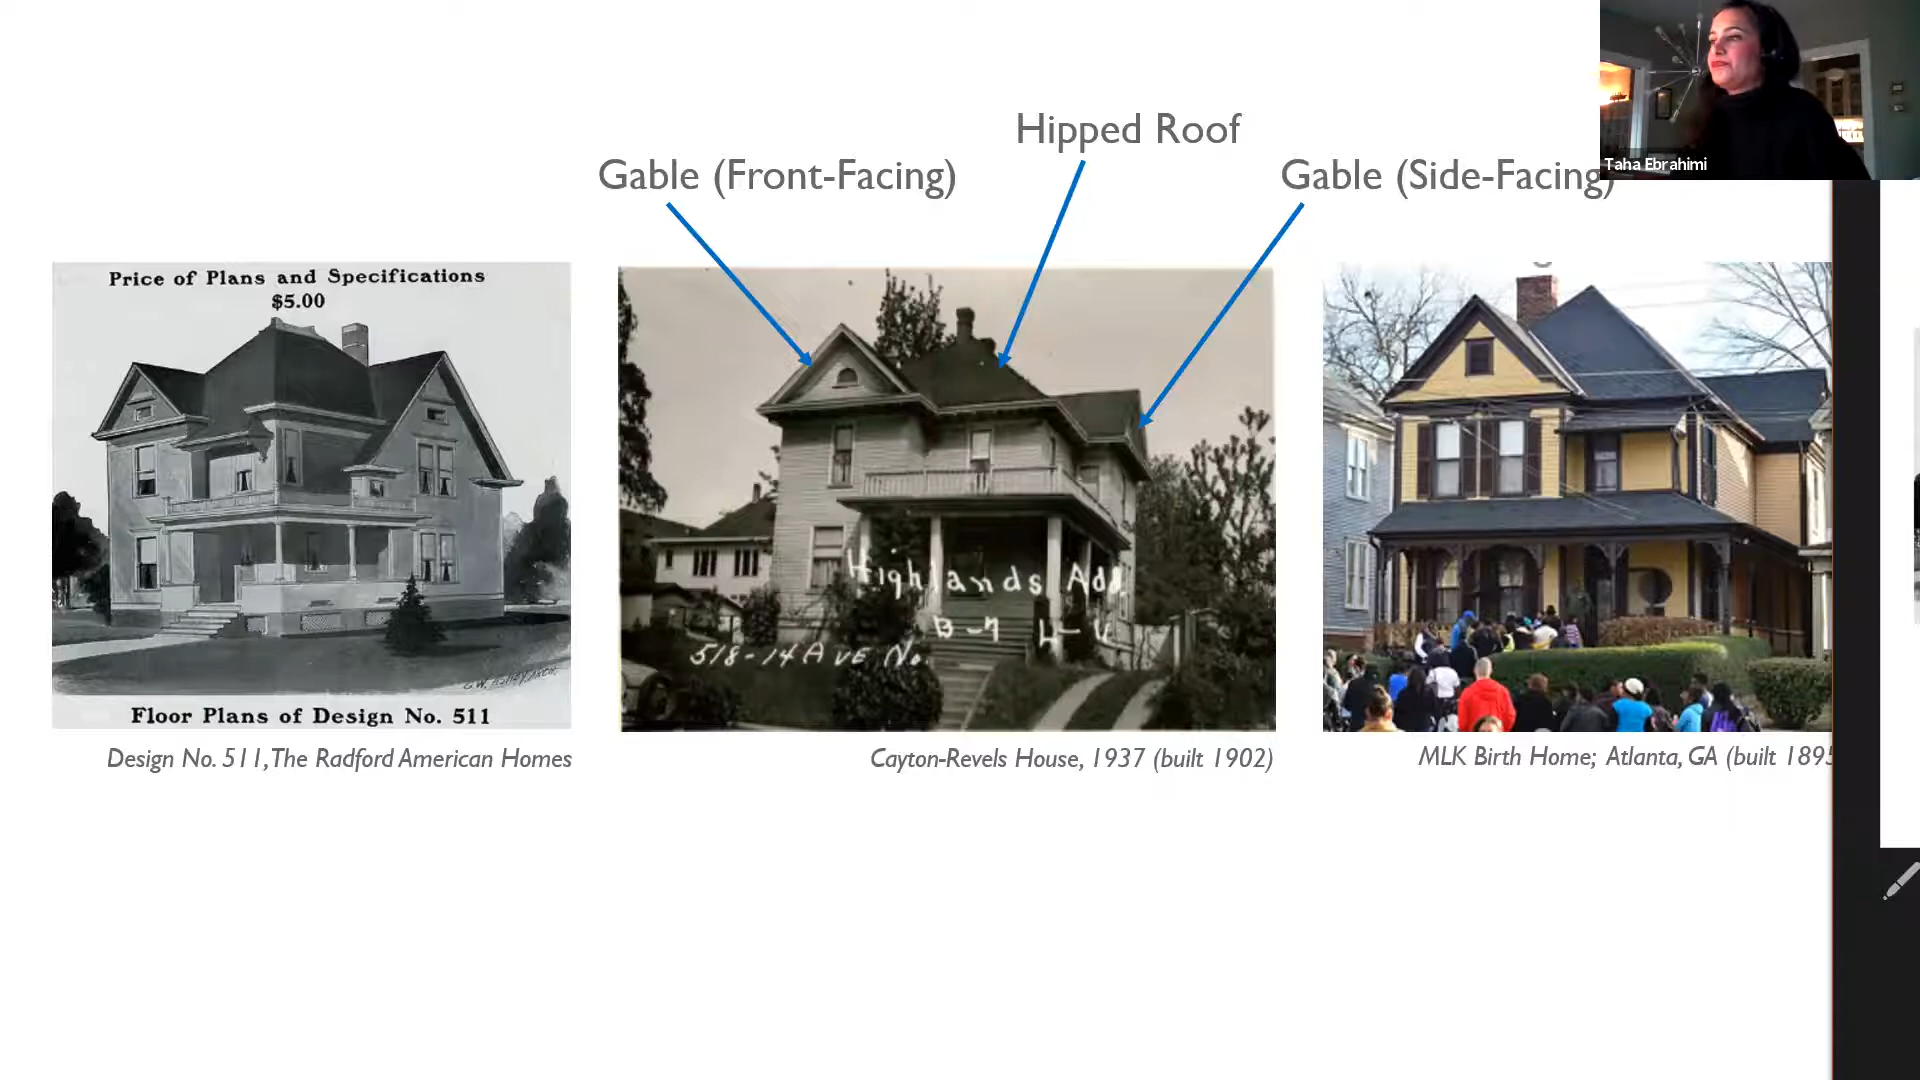 Taha Ebrahimi
Hipped Roof
Gable (Front-Facing)
Gable (Side-Facing)
Price of Plans and Specifications
$5.00
Floor Plans of Design No. 511
Design No. 511, The Radford American Homes
Highlands Add.
B-7 L-
518-14 AVE No.
Cayton-Revels House, 1937 (built 1902)
MLK Birth Home; Atlanta, GA (built 1895